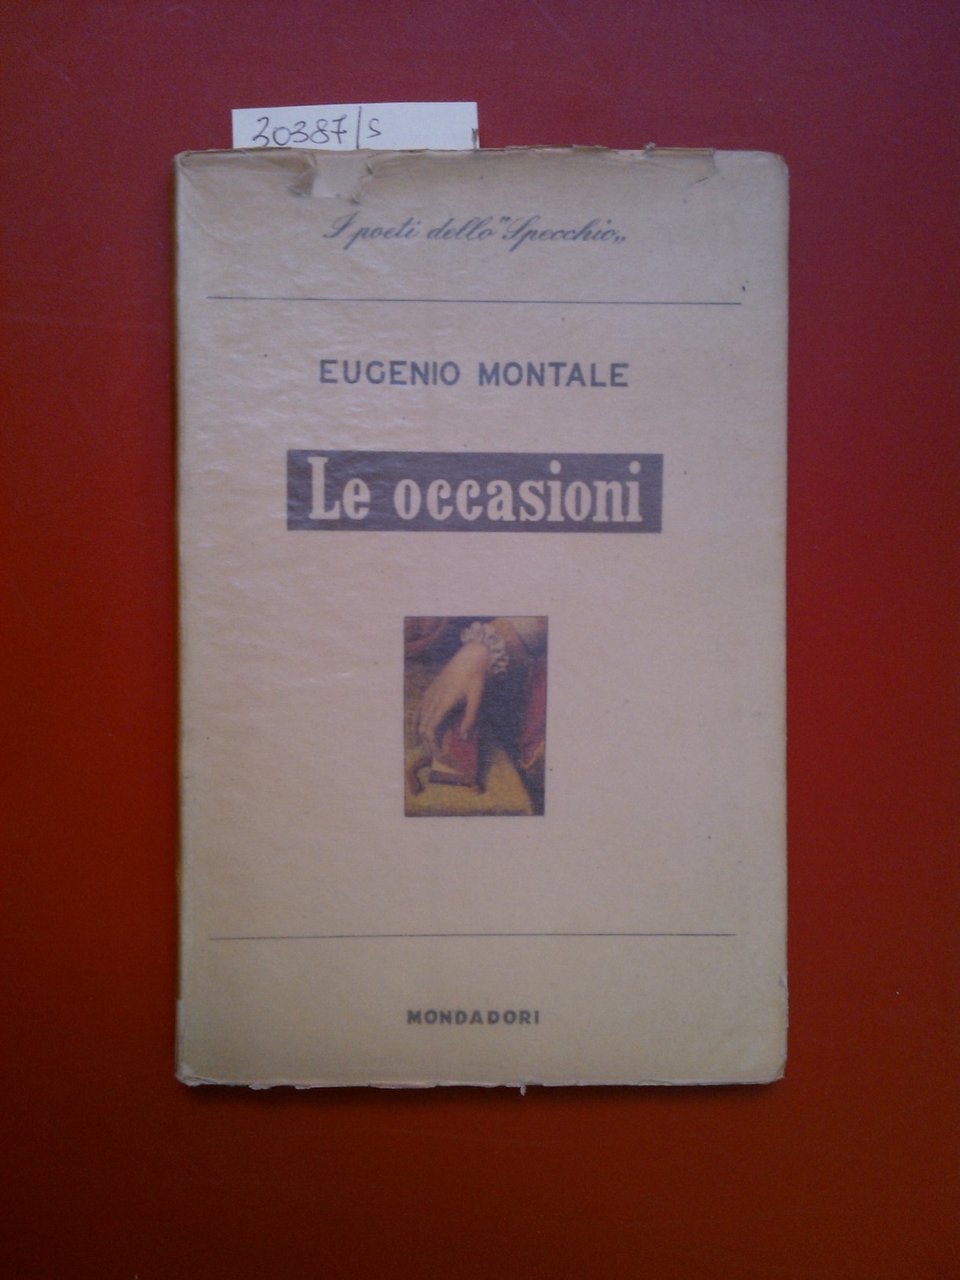 30387/s
I poeti dello "Specchio„
EUGENIO MONTALE
Le occasioni
MONDADORI